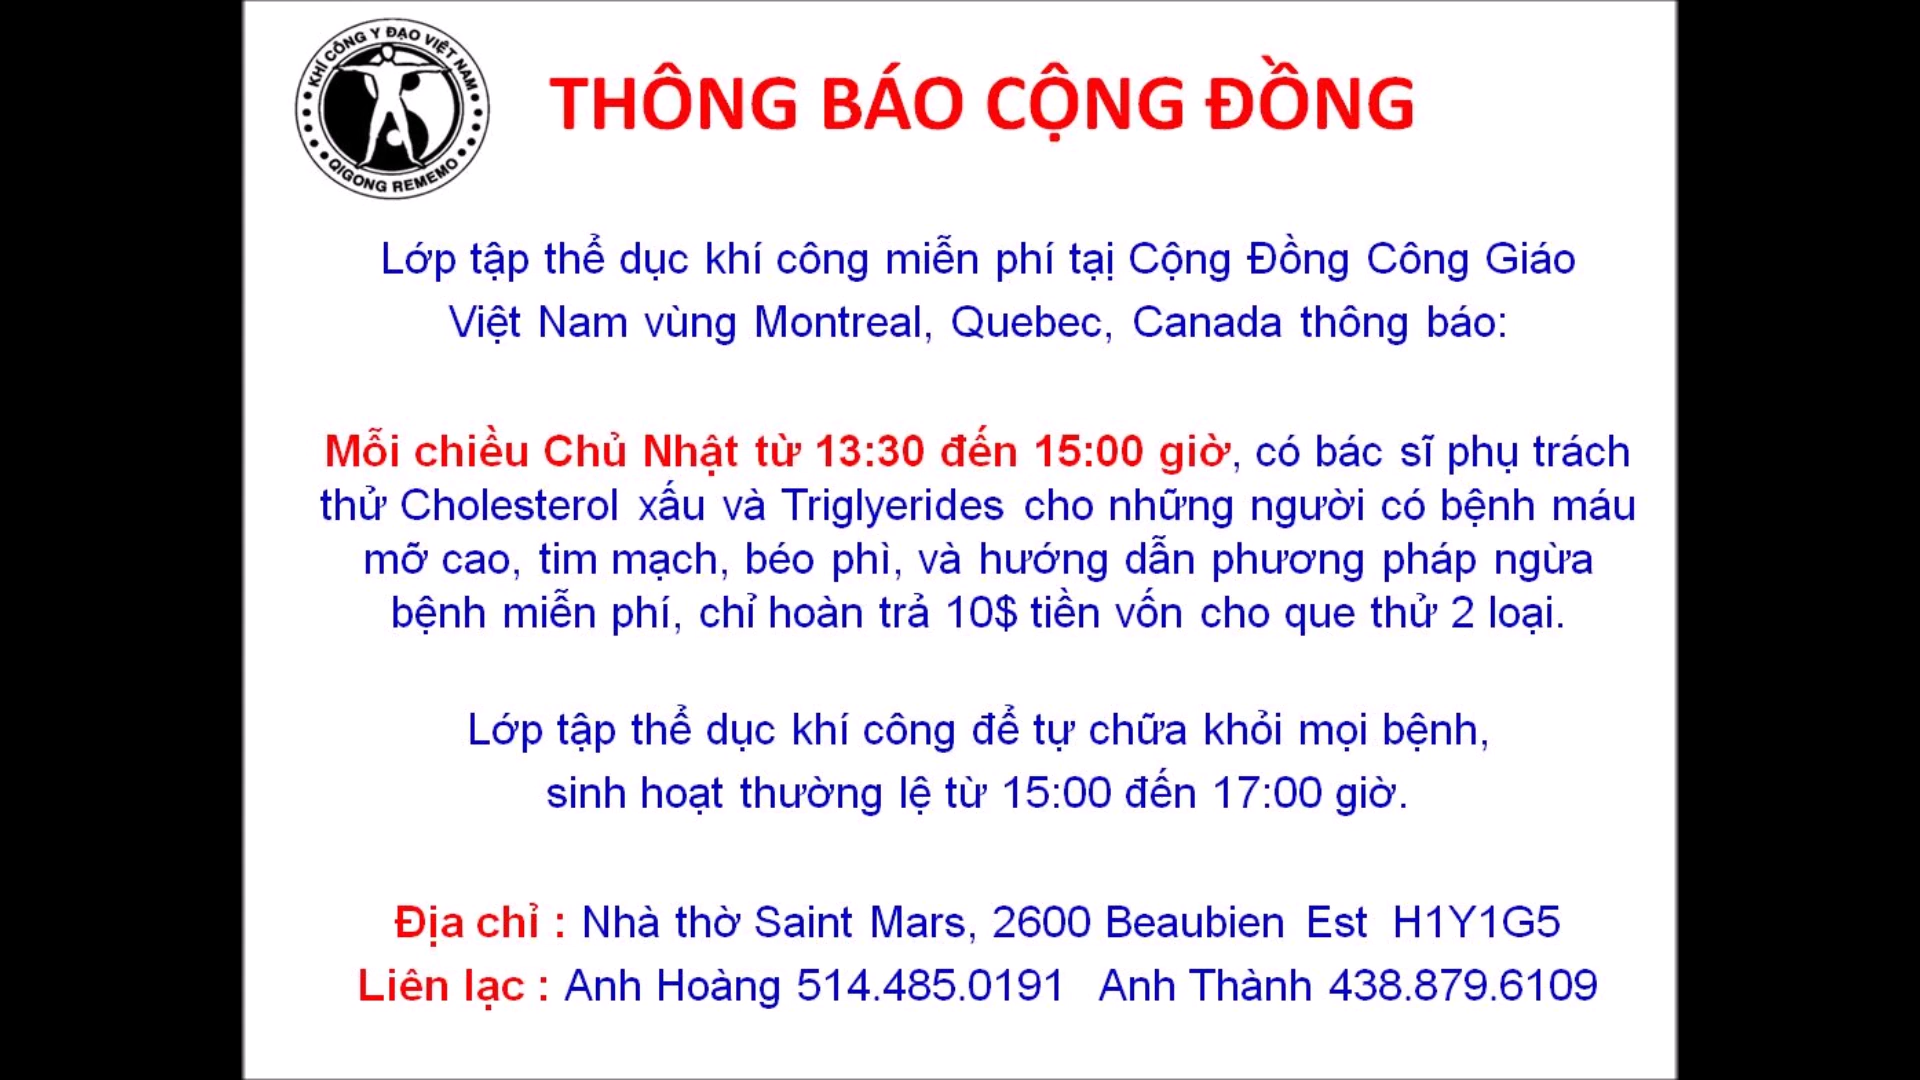 KHÍ CÔNG Y ĐẠO VIỆT NAM
QIGONG REMEMO
THÔNG BÁO CỘNG ĐỒNG
Lớp tập thể dục khí công miễn phí tại Cộng Đồng Công Giáo
Việt Nam vùng Montreal, Quebec, Canada thông báo:
Mỗi chiều Chủ Nhật từ 13:30 đến 15:00 giờ, có bác sĩ phụ trách
thử Cholesterol xấu và Triglyerides cho những người có bệnh máu
mỡ cao, tim mạch, béo phì, và hướng dẫn phương pháp ngừa
bệnh miễn phí, chỉ hoàn trả 10$ tiền vốn cho que thử 2 loại.
Lớp tập thể dục khí công để tự chữa khỏi mọi bệnh,
sinh hoạt thường lệ từ 15:00 đến 17:00 giờ.
Địa chỉ : Nhà thờ Saint Mars, 2600 Beaubien Est H1Y1G5
Liên lạc : Anh Hoàng 514.485.0191 Anh Thành 438.879.6109